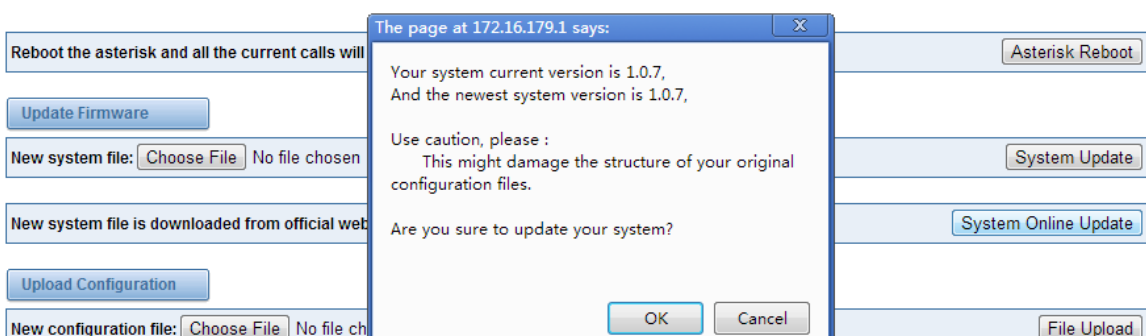 The page at 172.16.179.1 says:
Reboot the asterisk and all the current calls will
Asterisk Reboot
Your system current version is 1.0.7,
And the newest system version is 1.0.7,
Update Firmware
Use caution, please :
This might damage the structure of your original
configuration files.
New system file: Choose File No file chosen
System Update
New system file is downloaded from official web
Are you sure to update your system?
System Online Update
Upload Configuration
OK Cancel
New configuration file: Choose File No file ch
File Upload